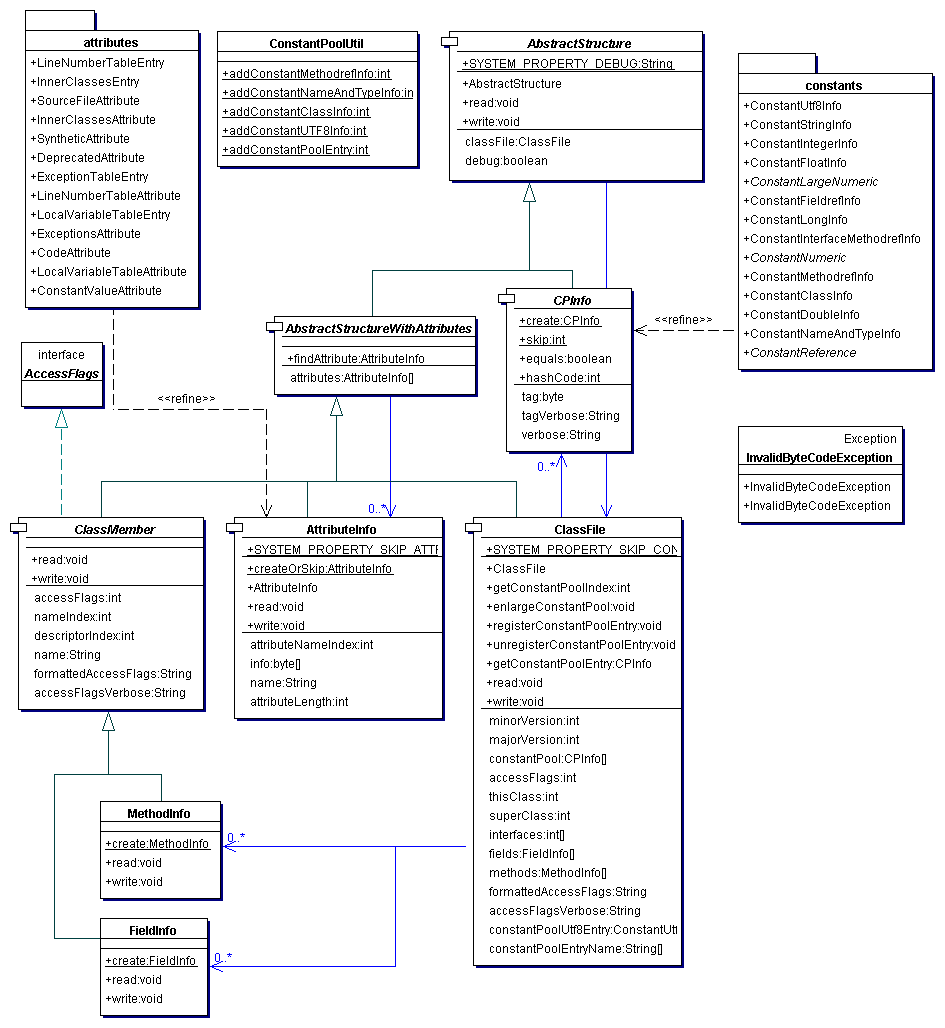 attributes
+LineNumberTableEntry
+InnerClassesEntry
+SourceFileAttribute
+InnerClassesAttribute
+SyntheticAttribute
+DeprecatedAttribute
+ExceptionTableEntry
+LineNumberTableAttribute
+LocalVariableTableEntry
+ExceptionsAttribute
+CodeAttribute
+LocalVariableTableAttribute
+ConstantValueAttribute
ConstantPoolUtil
+addConstantMethodrefInfo:int
+addConstantNameAndTypeInfo:in
+addConstantClassInfo:int
+addConstantUTF8Info:int
+addConstantPoolEntry:int
AbstractStructure
+SYSTEM_PROPERTY_DEBUG:String
+AbstractStructure
+read:void
+write:void
classFile:ClassFile
debug:boolean
constants
+ConstantUtf8Info
+ConstantStringInfo
+ConstantIntegerInfo
+ConstantFloatInfo
+ConstantLargeNumeric
+ConstantFieldrefInfo
+ConstantLongInfo
+ConstantInterfaceMethodrefInfo
+ConstantNumeric
+ConstantMethodrefInfo
+ConstantClassInfo
+ConstantDoubleInfo
+ConstantNameAndTypeInfo
+ConstantReference
<<refine>>
CPInfo
+create:CPInfo
+skip:int
+equals:boolean
+hashCode:int
tag:byte
tagVerbose:String
verbose:String
AbstractStructureWithAttributes
+findAttribute:AttributeInfo
attributes:AttributeInfo[]
interface
AccessFlags
<<refine>>
Exception
InvalidByteCodeException
+InvalidByteCodeException
+InvalidByteCodeException
0..*
0..*
ClassMember
+read:void
+write:void
accessFlags:int
nameIndex:int
descriptorIndex:int
name:String
formattedAccessFlags:String
accessFlagsVerbose:String
AttributeInfo
+SYSTEM_PROPERTY_SKIP_ATTF
+createOrSkip:AttributeInfo
+AttributeInfo
+read:void
+write:void
attributeNameIndex:int
info:byte[]
name:String
attributeLength:int
ClassFile
+SYSTEM_PROPERTY_SKIP_CON
+ClassFile
+getConstantPoolIndex:int
+enlargeConstantPool:void
+registerConstantPoolEntry:void
+unregisterConstantPoolEntry:void
+getConstantPoolEntry:CPInfo
+read:void
+write:void
minorVersion:int
majorVersion:int
constantPool:CPInfo[]
accessFlags:int
thisClass:int
superClass:int
interfaces:int[]
fields:FieldInfo[]
methods:MethodInfo[]
formattedAccessFlags:String
accessFlagsVerbose:String
constantPoolUtf8Entry:ConstantUtf
constantPoolEntryName:String[]
MethodInfo
+create:MethodInfo
+read:void
+write:void
0..*
FieldInfo
+create:FieldInfo
+read:void
+write:void
0..*